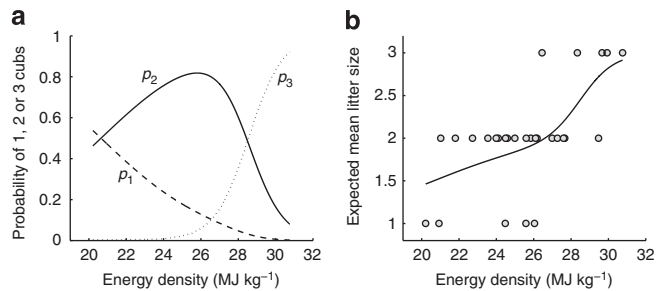 a
Probability of 1, 2 or 3 cubs
1
0.8
0.6
0.4
0.2
0
p2
p3
p1
20 22 24 26 28 30 32
Energy density (MJ kg⁻¹)
b
Expected mean litter size
3
2.5
2
1.5
1
20 22 24 26 28 30 32
Energy density (MJ kg⁻¹)